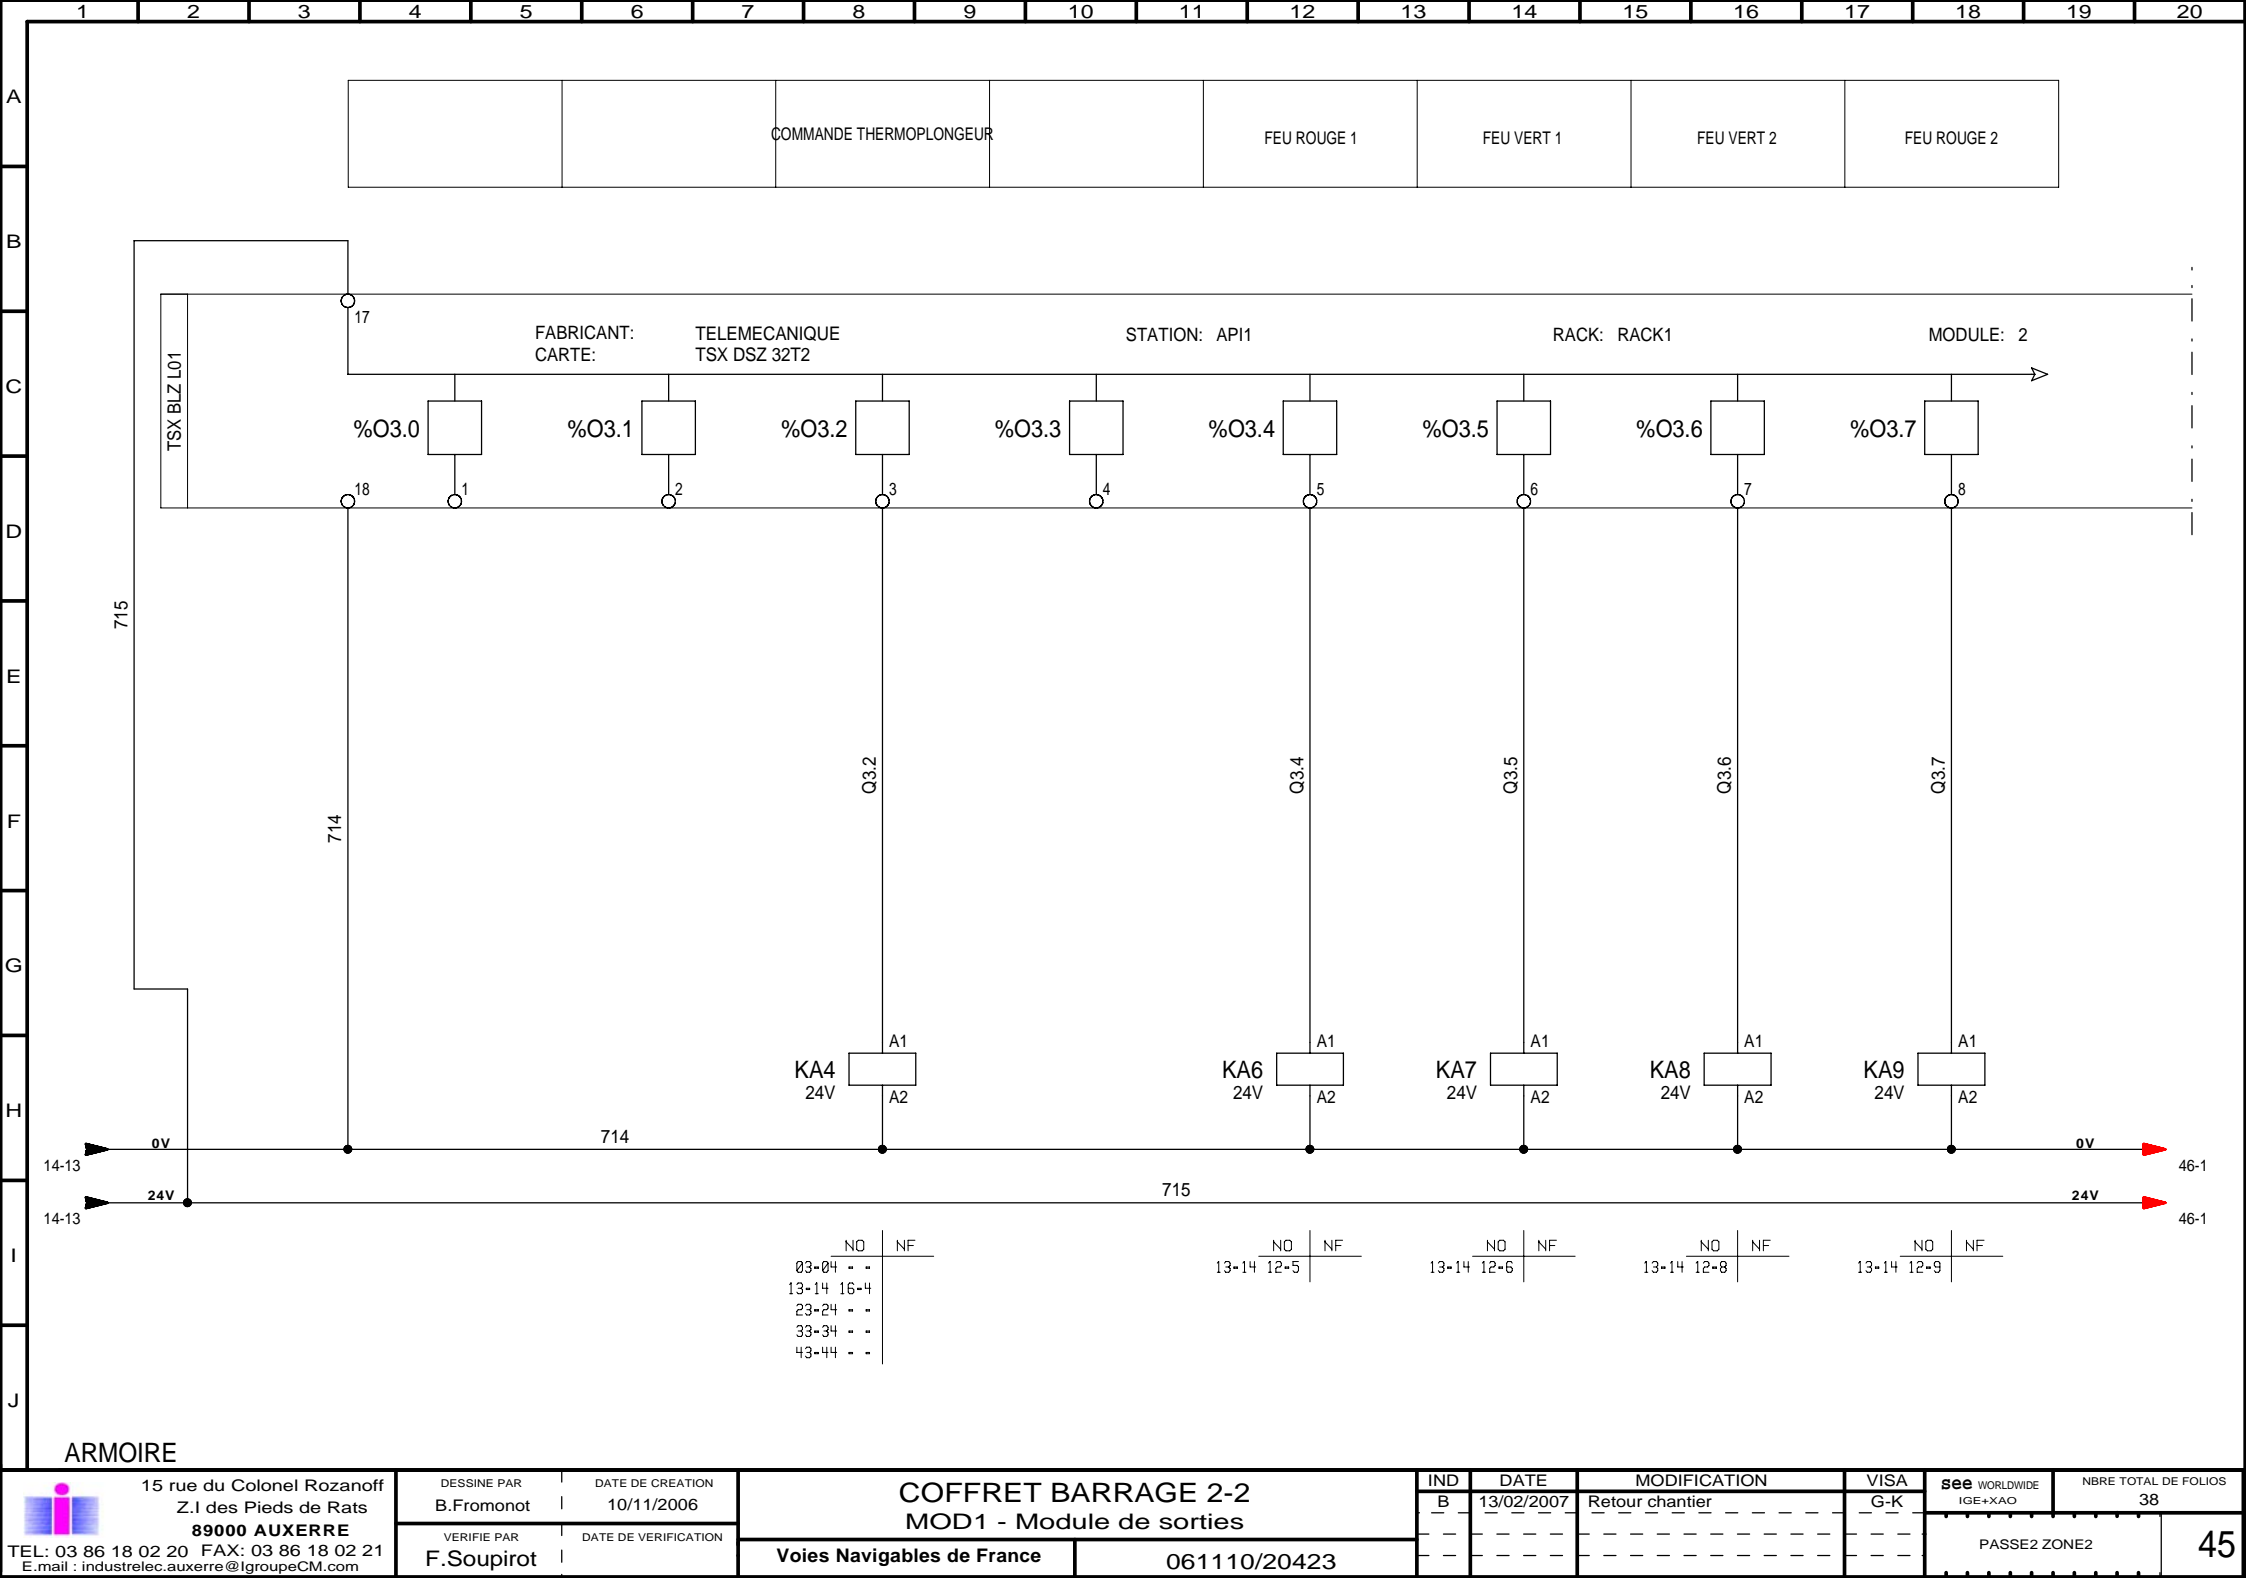 1 2 3 4 5 6 7 8 9 10 11 12 13 14 15 16 17 18 19 20
A
B
C
D
E
F
G
H
I
J
COMMANDE THERMOPLONGEUR
FEU ROUGE 1
FEU VERT 1
FEU VERT 2
FEU ROUGE 2
17
FABRICANT: TELEMECANIQUE
CARTE: TSX DSZ 32T2
STATION: API1
RACK: RACK1
MODULE: 2
TSX BLZ L01
%O3.0
%O3.1
%O3.2
%O3.3
%O3.4
%O3.5
%O3.6
%O3.7
18 1 2 3 4 5 6 7 8
715
714
Q3.2
Q3.4
Q3.5
Q3.6
Q3.7
KA4 24V A1 A2
KA6 24V A1 A2
KA7 24V A1 A2
KA8 24V A1 A2
KA9 24V A1 A2
14-13 0V 714 0V 46-1
14-13 24V 715 24V 46-1
NO NF
03-04 - -
13-14 16-4
23-24 - -
33-34 - -
43-44 - -
NO NF
13-14 12-5
NO NF
13-14 12-6
NO NF
13-14 12-8
NO NF
13-14 12-9
ARMOIRE
15 rue du Colonel Rozanoff
Z.I des Pieds de Rats
89000 AUXERRE
TEL: 03 86 18 02 20 FAX: 03 86 18 02 21
E.mail : industrelec.auxerre@IgroupeCM.com
DESSINE PAR
B.Fromonot
DATE DE CREATION
10/11/2006
VERIFIE PAR
F.Soupirot
DATE DE VERIFICATION
COFFRET BARRAGE 2-2
MOD1 - Module de sorties
Voies Navigables de France
061110/20423
IND DATE MODIFICATION VISA
B 13/02/2007 Retour chantier G-K
see WORLDWIDE
IGE+XAO
NBRE TOTAL DE FOLIOS
38
PASSE2 ZONE2
45